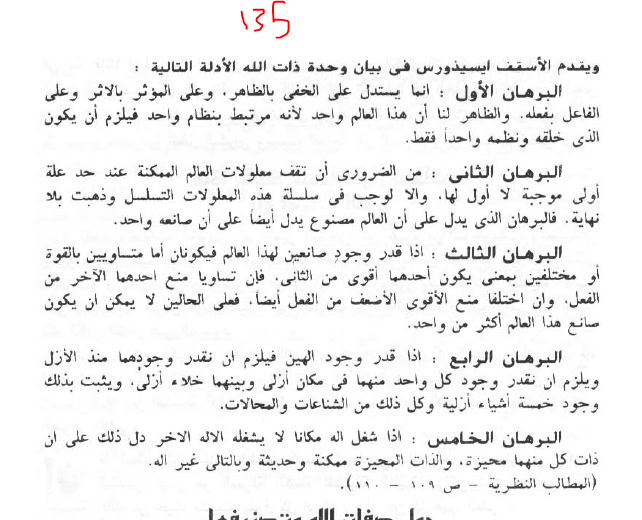 135
ويقدم الأسقف ايسيذورس فى بيان وحدة ذات الله الأدلة التالية :
البرهان الأول : انما يستدل على الخفى بالظاهر، وعلى المؤثر بالاثر وعلى
الفاعل بفعله. والظاهر لنا أن هذا العالم واحد لأنه مرتبط بنظام واحد فيلزم أن يكون
الذى خلقه ونظمه واحداً فقط.
البرهان الثانى : من الضرورى أن تقف معلولات العالم الممكنة عند حد علة
أولى موجبة لا أول لها، والا لوجب فى سلسلة هذه المعلولات التسلسل وذهبت بلا
نهاية. فالبرهان الذى يدل على أن العالم مصنوع يدل أيضاً على أن صانعه واحد.
البرهان الثالث : اذا قدر وجود صانعين لهذا العالم فيكونان أما متساويين بالقوة
أو مختلفين بمعنى يكون أحدهما أقوى من الثانى، فإن تساويا منع احدهما الآخر من
الفعل، وان اختلفا منع الأقوى الأضعف من الفعل أيضاً، فعلى الحالين لا يمكن ان يكون
صانع هذا العالم أكثر من واحد.
البرهان الرابع : اذا قدر وجود الهين فيلزم ان نقدر وجودهما منذ الأزل
ويلزم ان نقدر وجود كل واحد منهما فى مكان أزلى وبينهما خلاء أزلى، ويثبت بذلك
وجود خمسة أشياء أزلية وكل ذلك من الشناعات والمحالات.
البرهان الخامس : اذا شغل اله مكانا لا يشغله الاله الاخر دل ذلك على ان
ذات كل منهما محيزة، والذات المحيزة ممكنة وحديثة وبالتالى غير اله.
(المطالب النظرية – ص ١٠٩ – ١١٠).
حول صفات الله وتصنيفها